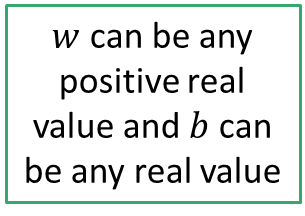 w can be any
positive real
value and b can
be any real value